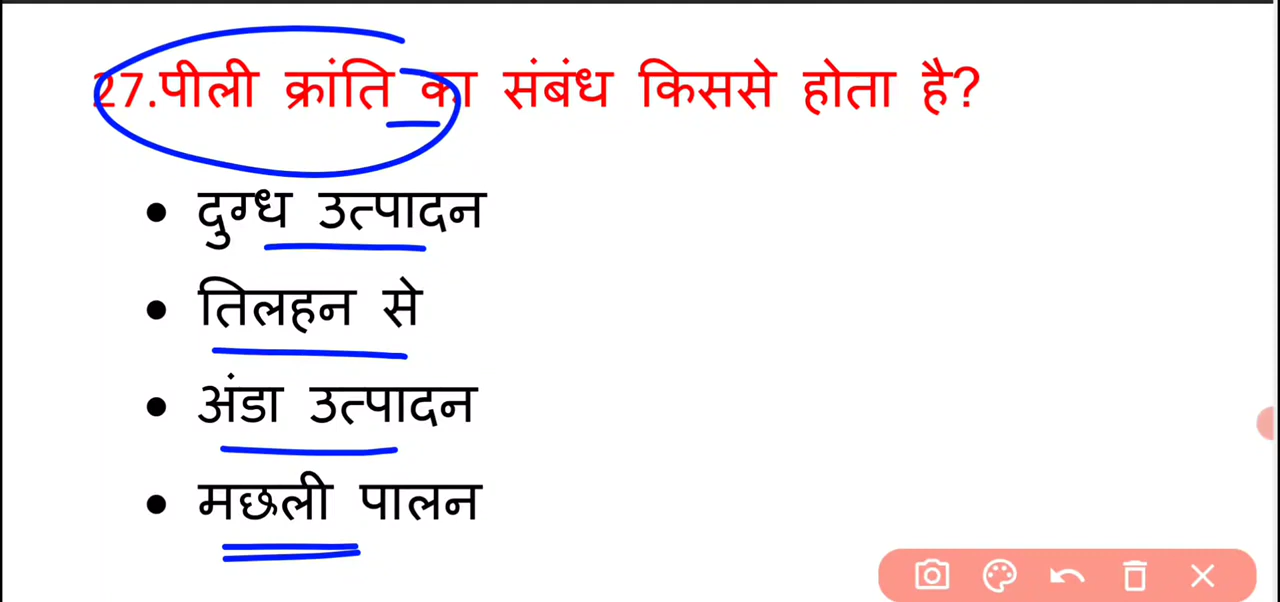 27.पीली क्रांति का संबंध किससे होता है?
• दुग्ध उत्पादन
• तिलहन से
• अंडा उत्पादन
• मछली पालन